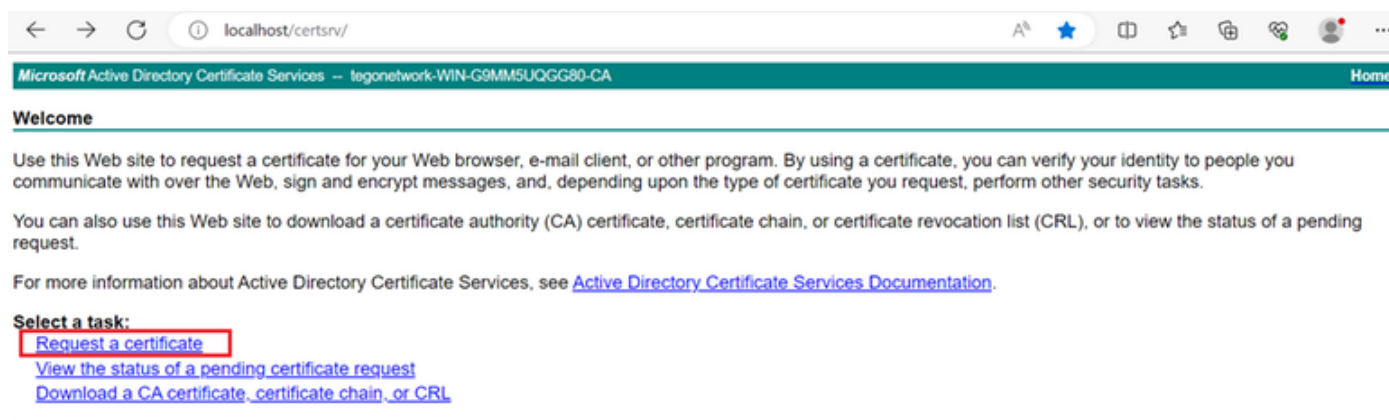 localhost/certsrv/
Microsoft Active Directory Certificate Services -- tegonetwork-WIN-G9MM5UQGG80-CA Home
Welcome
Use this Web site to request a certificate for your Web browser, e-mail client, or other program. By using a certificate, you can verify your identity to people you
communicate with over the Web, sign and encrypt messages, and, depending upon the type of certificate you request, perform other security tasks.
You can also use this Web site to download a certificate authority (CA) certificate, certificate chain, or certificate revocation list (CRL), or to view the status of a pending
request.
For more information about Active Directory Certificate Services, see Active Directory Certificate Services Documentation.
Select a task:
Request a certificate
View the status of a pending certificate request
Download a CA certificate, certificate chain, or CRL